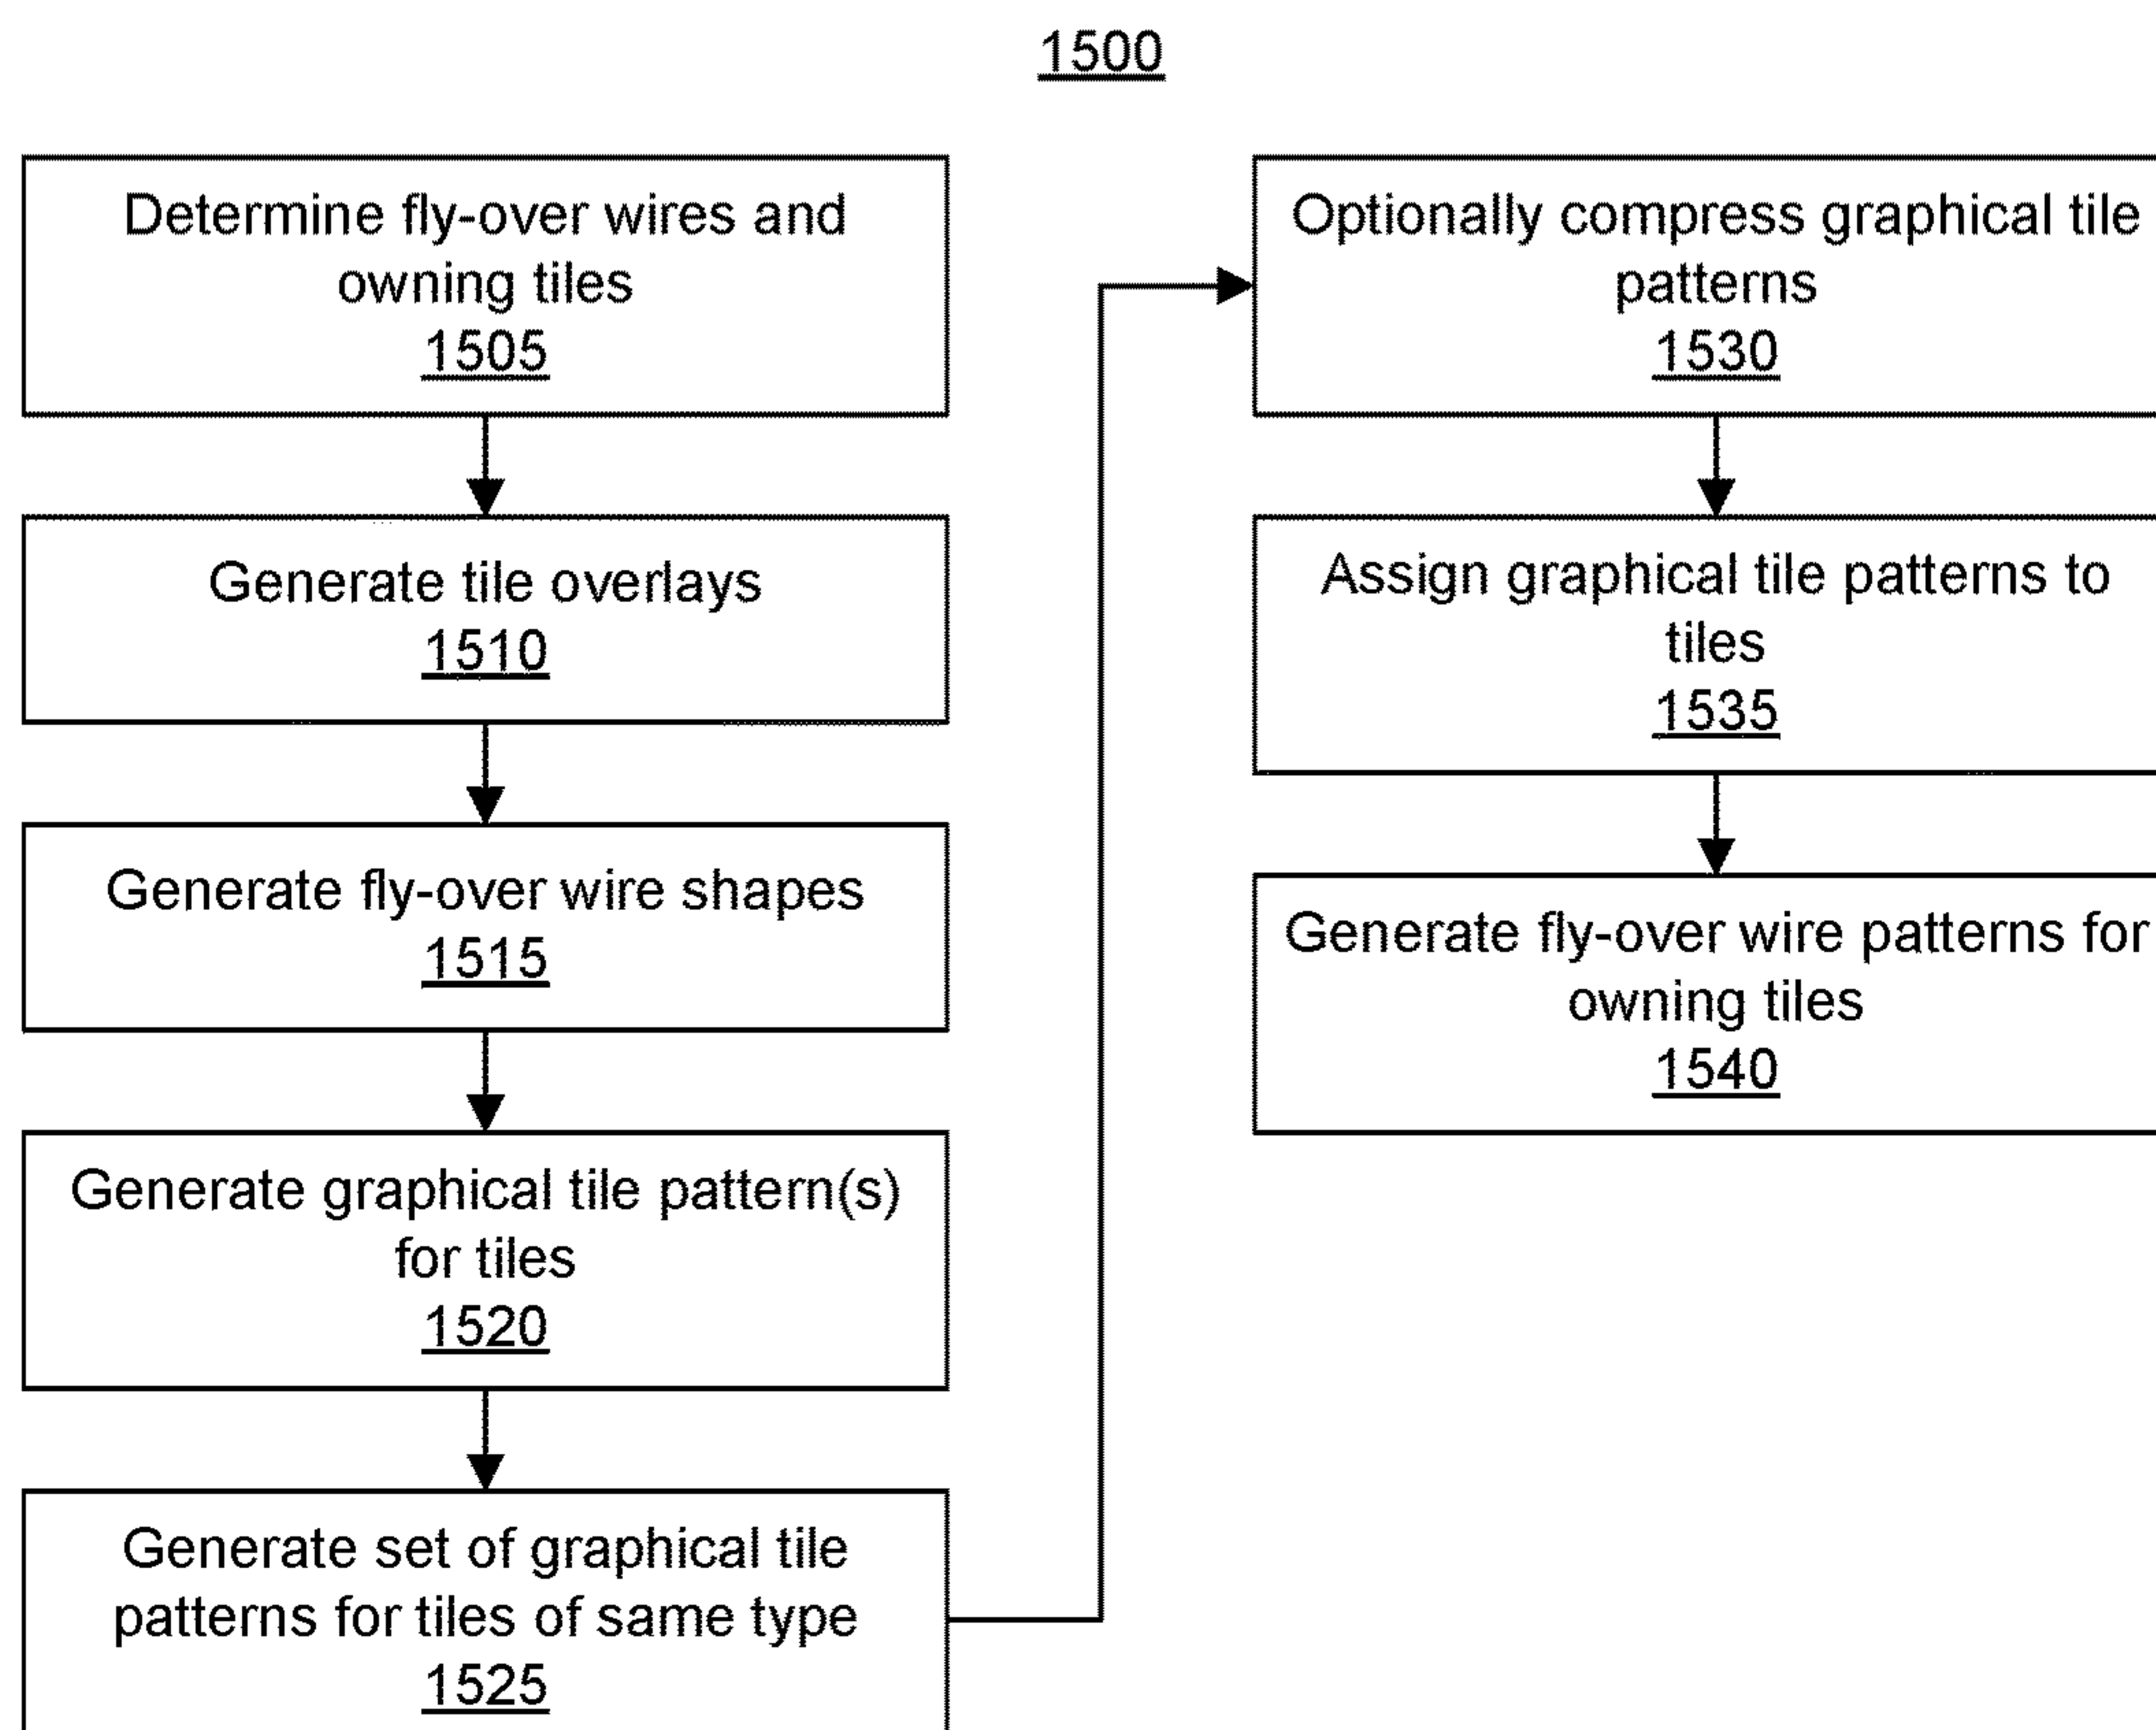 1500
Determine fly-over wires and
owning tiles
1505
Generate tile overlays
1510
Generate fly-over wire shapes
1515
Generate graphical tile pattern(s)
for tiles
1520
Generate set of graphical tile
patterns for tiles of same type
1525
Optionally compress graphical tile
patterns
1530
Assign graphical tile patterns to
tiles
1535
Generate fly-over wire patterns for
owning tiles
1540